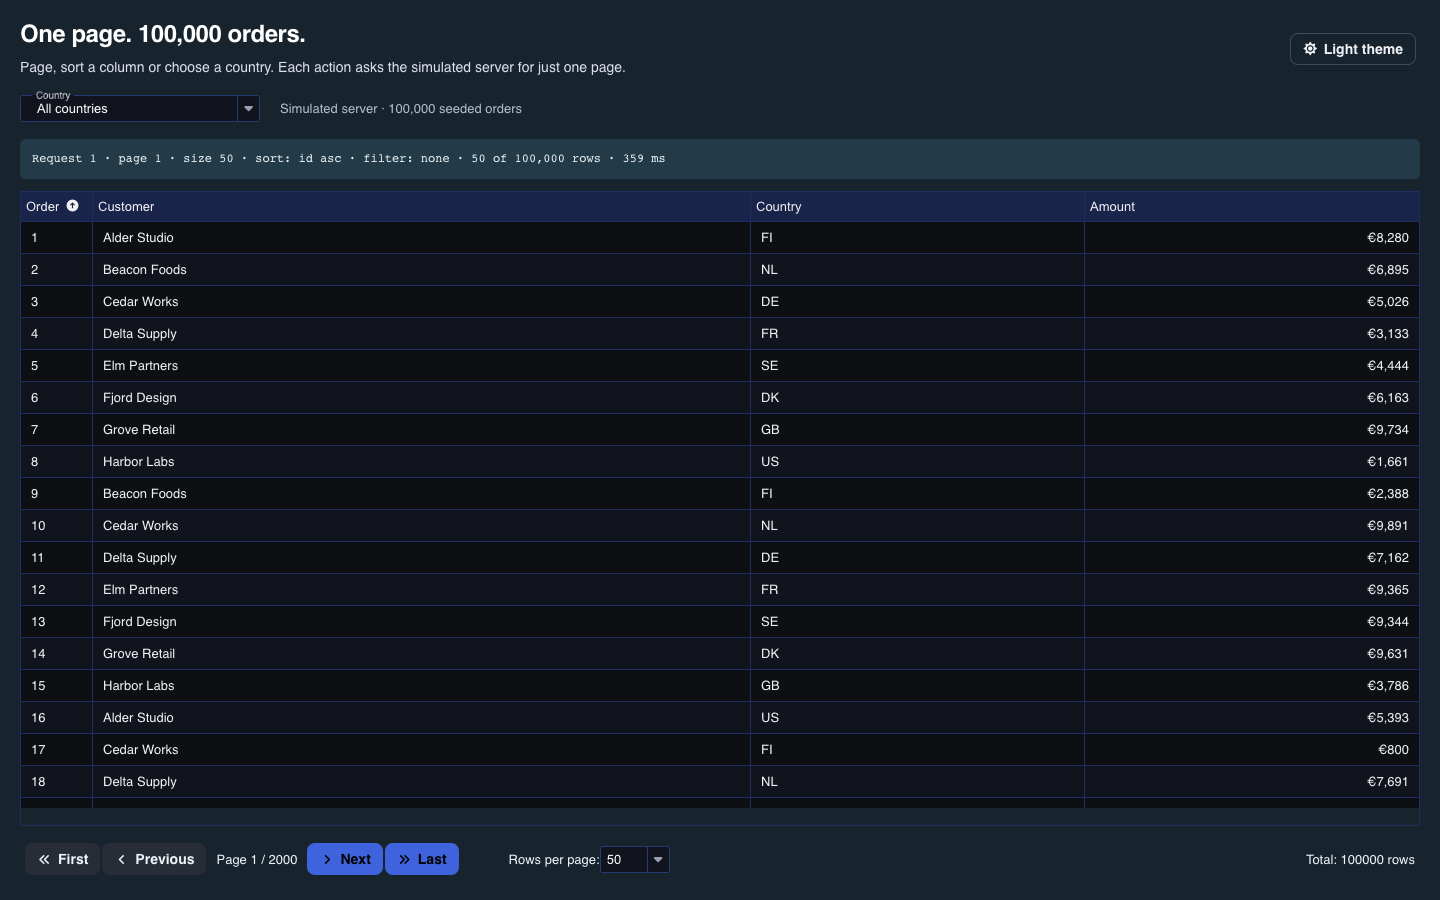 One page. 100,000 orders.
Light theme
Page, sort a column or choose a country. Each action asks the simulated server for just one page.
Country
All countries
Simulated server · 100,000 seeded orders
Request 1 · page 1 · size 50 · sort: id asc · filter: none · 50 of 100,000 rows · 359 ms
Order Customer Country Amount
1 Alder Studio FI €8,280
2 Beacon Foods NL €6,895
3 Cedar Works DE €5,026
4 Delta Supply FR €3,133
5 Elm Partners SE €4,444
6 Fjord Design DK €6,163
7 Grove Retail GB €9,734
8 Harbor Labs US €1,661
9 Beacon Foods FI €2,388
10 Cedar Works NL €9,891
11 Delta Supply DE €7,162
12 Elm Partners FR €9,365
13 Fjord Design SE €9,344
14 Grove Retail DK €9,631
15 Harbor Labs GB €3,786
16 Alder Studio US €5,393
17 Cedar Works FI €800
18 Delta Supply NL €7,691
First Previous Page 1 / 2000 Next Last Rows per page: 50 Total: 100000 rows